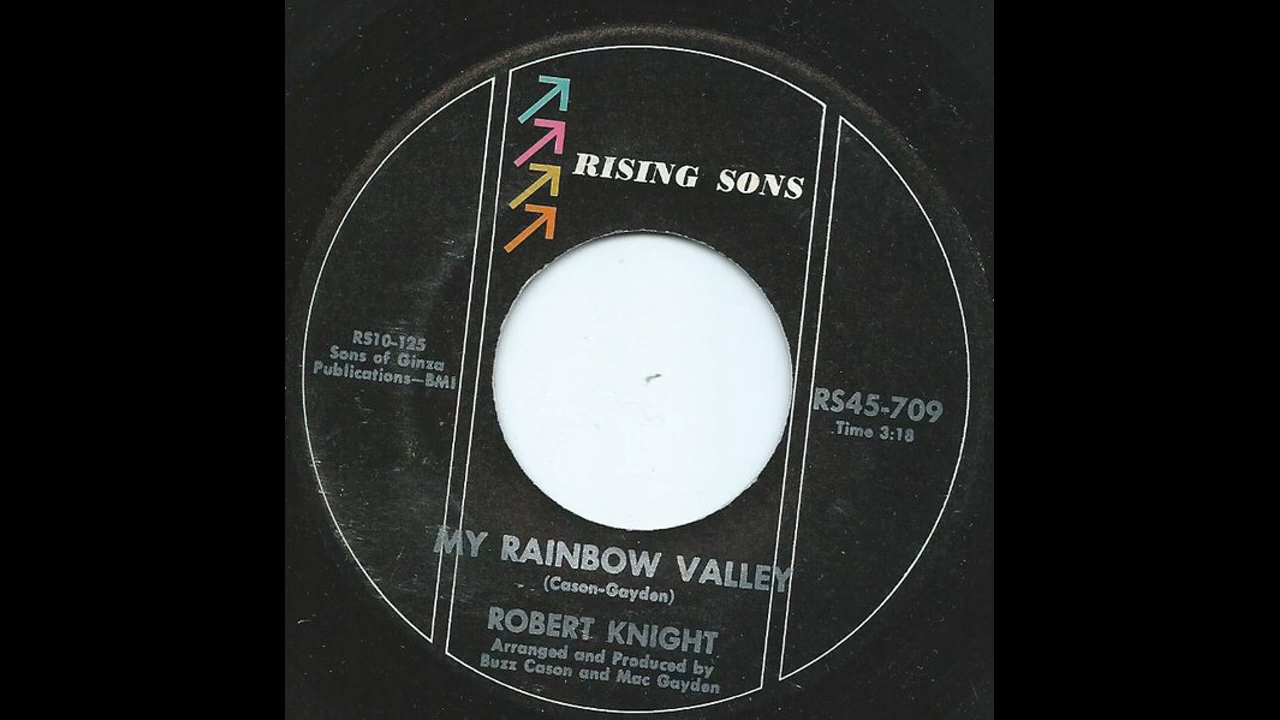 RISING SONS
RS10-125
Sons of Ginza
Publications—BMI
RS45-709
Time 3:18
MY RAINBOW VALLEY
(Cason-Gayden)
ROBERT KNIGHT
Arranged and Produced by
Buzz Cason and Mac Gayden